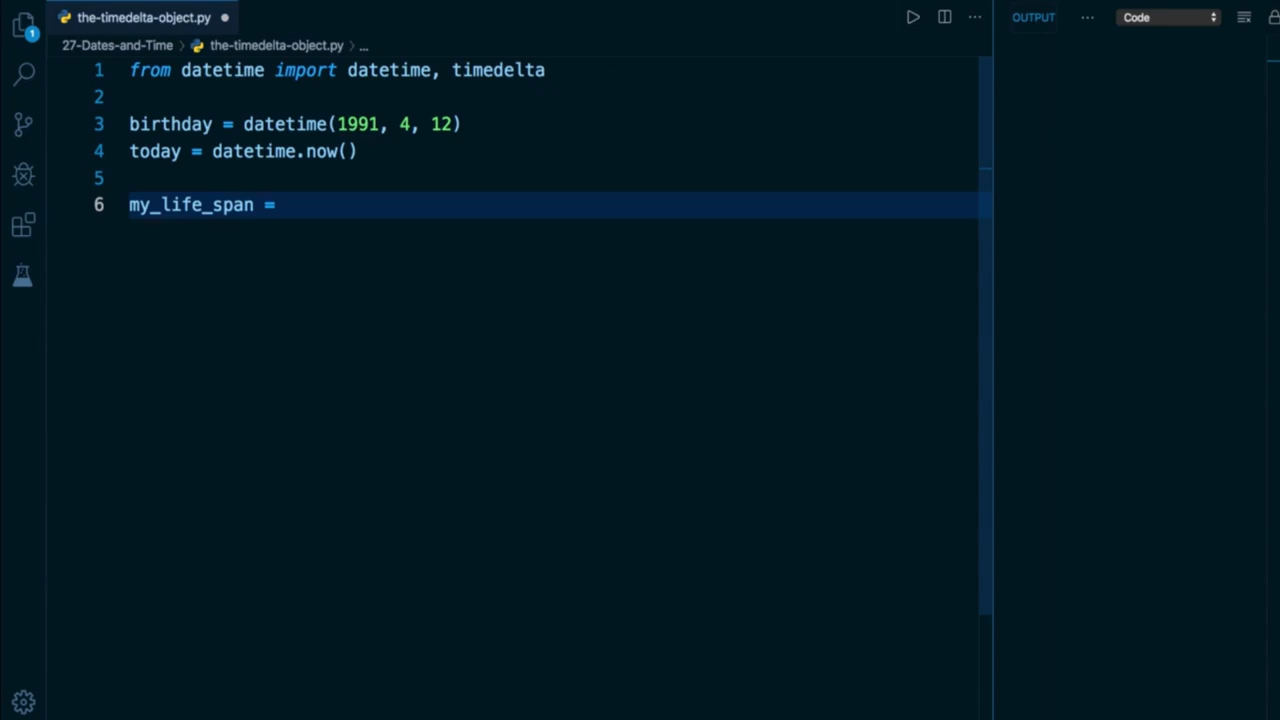 the-timedelta-object.py
OUTPUT
Code
27-Dates-and-Time > the-timedelta-object.py > ...
1
1 from datetime import datetime, timedelta
2
3 birthday = datetime(1991, 4, 12)
4 today = datetime.now()
5
6 my_life_span =